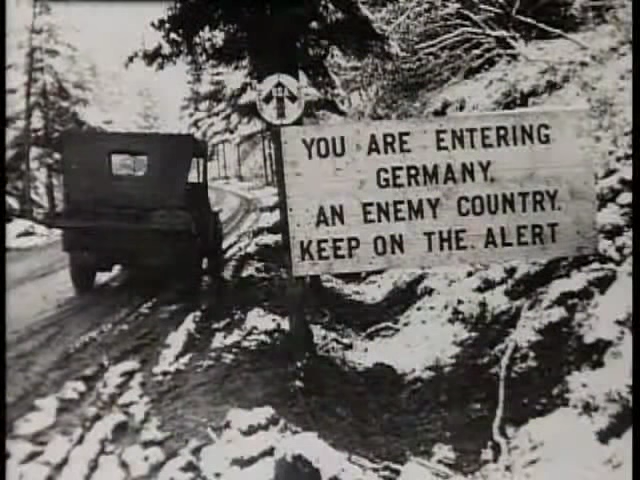 YOU ARE ENTERING
GERMANY.
AN ENEMY COUNTRY.
KEEP ON THE ALERT